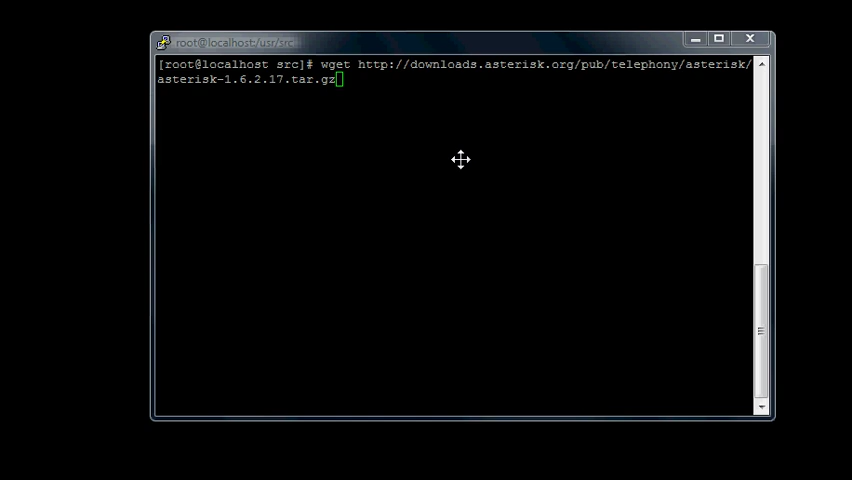 root@localhost:/usr/src
[root@localhost src]# wget http://downloads.asterisk.org/pub/telephony/asterisk/
asterisk-1.6.2.17.tar.gz